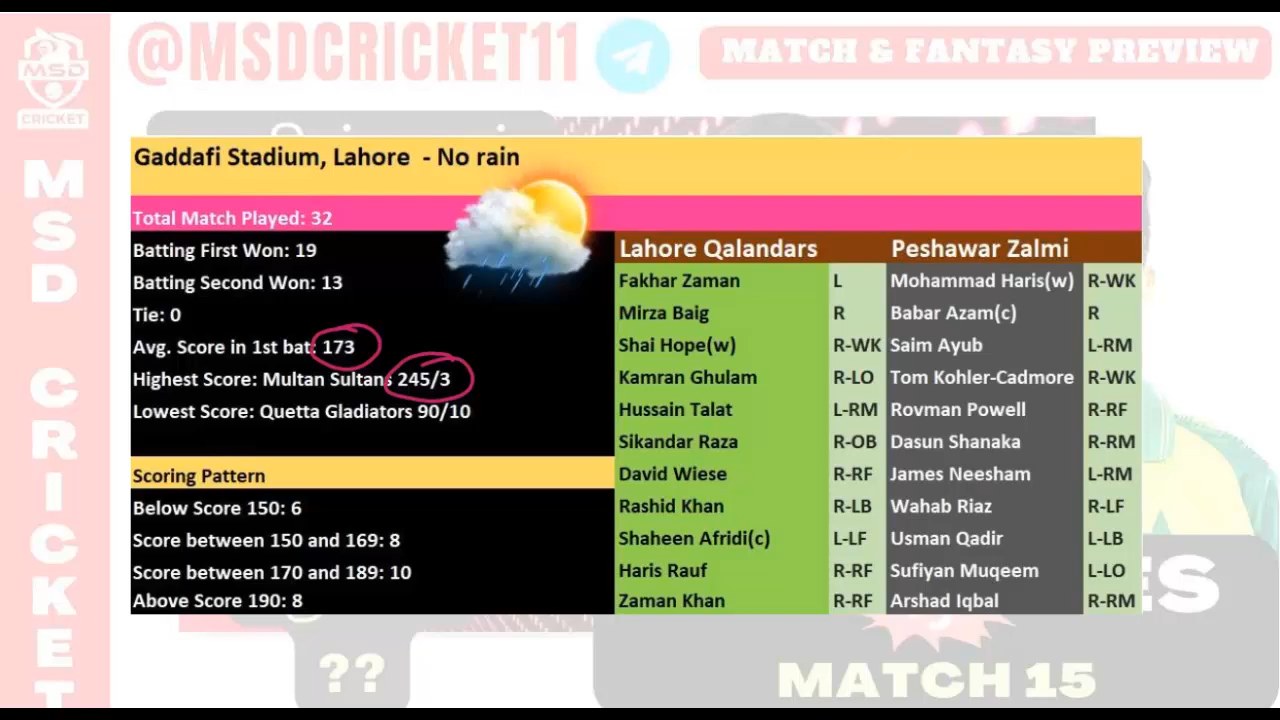 @MSDCRICKET11
MATCH & FANTASY PREVIEW
MSD
CRICKET
MSD CRICKET
Gaddafi Stadium, Lahore - No rain
Total Match Played: 32
Batting First Won: 19
Batting Second Won: 13
Tie: 0
Avg. Score in 1st bat: 173
Highest Score: Multan Sultans 245/3
Lowest Score: Quetta Gladiators 90/10
Scoring Pattern
Below Score 150: 6
Score between 150 and 169: 8
Score between 170 and 189: 10
Above Score 190: 8
Lahore Qalandars Peshawar Zalmi
Fakhar Zaman L Mohammad Haris(w) R-WK
Mirza Baig R Babar Azam(c) R
Shai Hope(w) R-WK Saim Ayub L-RM
Kamran Ghulam R-LO Tom Kohler-Cadmore R-WK
Hussain Talat L-RM Rovman Powell R-RF
Sikandar Raza R-OB Dasun Shanaka R-RM
David Wiese R-RF James Neesham L-RM
Rashid Khan R-LB Wahab Riaz R-LF
Shaheen Afridi(c) L-LF Usman Qadir L-LB
Haris Rauf R-RF Sufiyan Muqeem L-LO
Zaman Khan R-RF Arshad Iqbal R-RM
??
MATCH 15